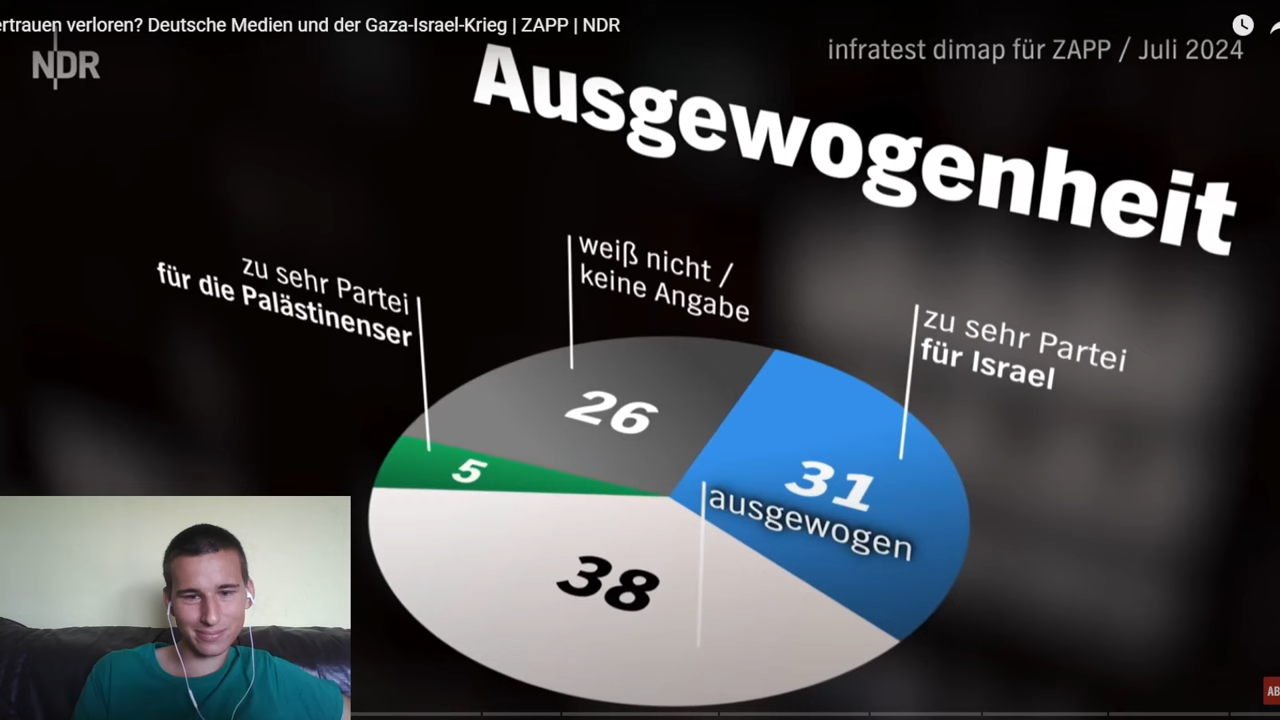 ertrauen verloren? Deutsche Medien und der Gaza-Israel-Krieg | ZAPP | NDR
NDR
infratest dimap für ZAPP / Juli 2024
Ausgewogenheit
zu sehr Partei
für die Palästinenser
weiß nicht /
keine Angabe
zu sehr Partei
für Israel
26
5
31
ausgewogen
38
AB